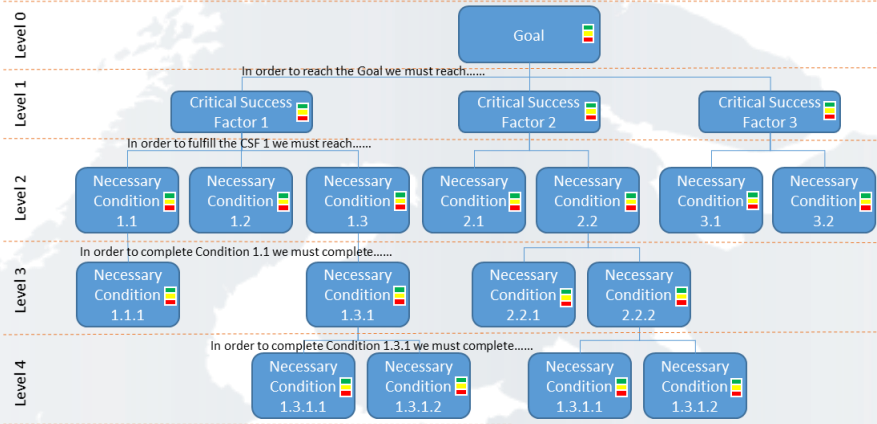 Level 0
Goal
In order to reach the Goal we must reach......
Level 1
Critical Success
Factor 1
Critical Success
Factor 2
Critical Success
Factor 3
In order to fulfill the CSF 1 we must reach......
Level 2
Necessary
Condition
1.1
Necessary
Condition
1.2
Necessary
Condition
1.3
Necessary
Condition
2.1
Necessary
Condition
2.2
Necessary
Condition
3.1
Necessary
Condition
3.2
In order to complete Condition 1.1 we must complete......
Level 3
Necessary
Condition
1.1.1
Necessary
Condition
1.3.1
Necessary
Condition
2.2.1
Necessary
Condition
2.2.2
In order to complete Condition 1.3.1 we must complete......
Level 4
Necessary
Condition
1.3.1.1
Necessary
Condition
1.3.1.2
Necessary
Condition
1.3.1.1
Necessary
Condition
1.3.1.2